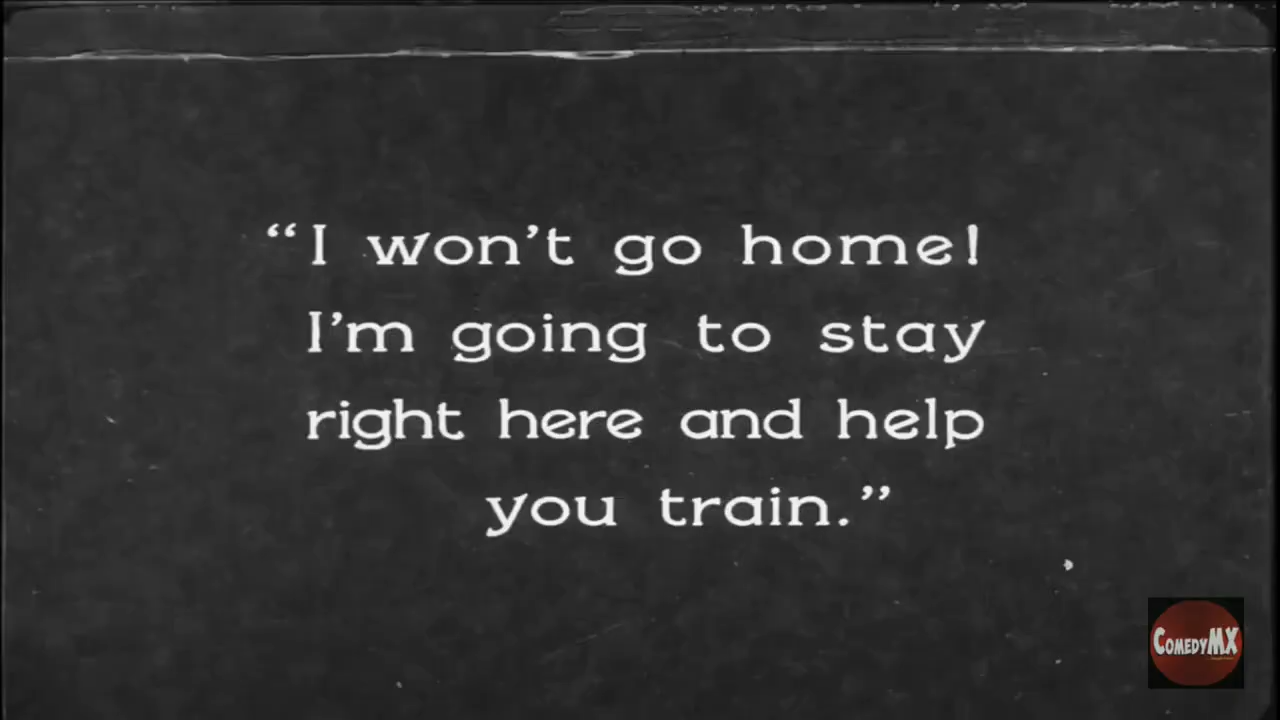 “I won’t go home!
I’m going to stay
right here and help
you train.”
COMEDYMX